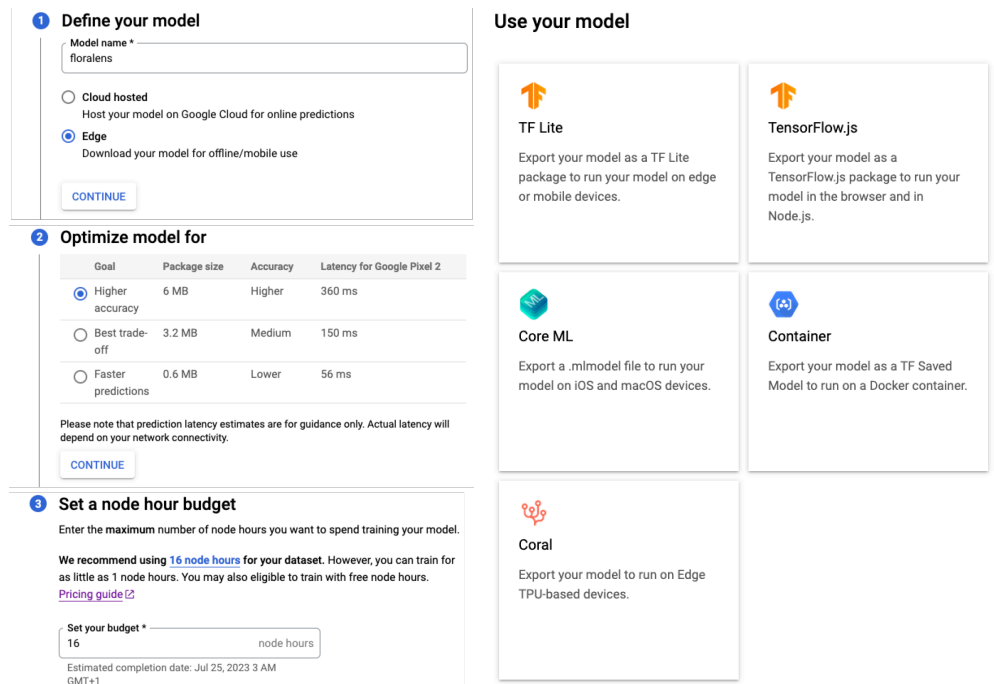 1 Define your model
Model name *
floralens
Cloud hosted
Host your model on Google Cloud for online predictions
Edge
Download your model for offline/mobile use
CONTINUE
2 Optimize model for
Goal Package size Accuracy Latency for Google Pixel 2
Higher accuracy 6 MB Higher 360 ms
Best trade-off 3.2 MB Medium 150 ms
Faster predictions 0.6 MB Lower 56 ms
Please note that prediction latency estimates are for guidance only. Actual latency will
depend on your network connectivity.
CONTINUE
3 Set a node hour budget
Enter the maximum number of node hours you want to spend training your model.
We recommend using 16 node hours for your dataset. However, you can train for
as little as 1 node hours. You may also eligible to train with free node hours.
Pricing guide
Set your budget *
16 node hours
Estimated completion date: Jul 25, 2023 3 AM
GMT+1
Use your model
TF Lite
Export your model as a TF Lite
package to run your model on edge
or mobile devices.
TensorFlow.js
Export your model as a
TensorFlow.js package to run your
model in the browser and in
Node.js.
ML
Core ML
Export a .mlmodel file to run your
model on iOS and macOS devices.
Container
Export your model as a TF Saved
Model to run on a Docker container.
Coral
Export your model to run on Edge
TPU-based devices.